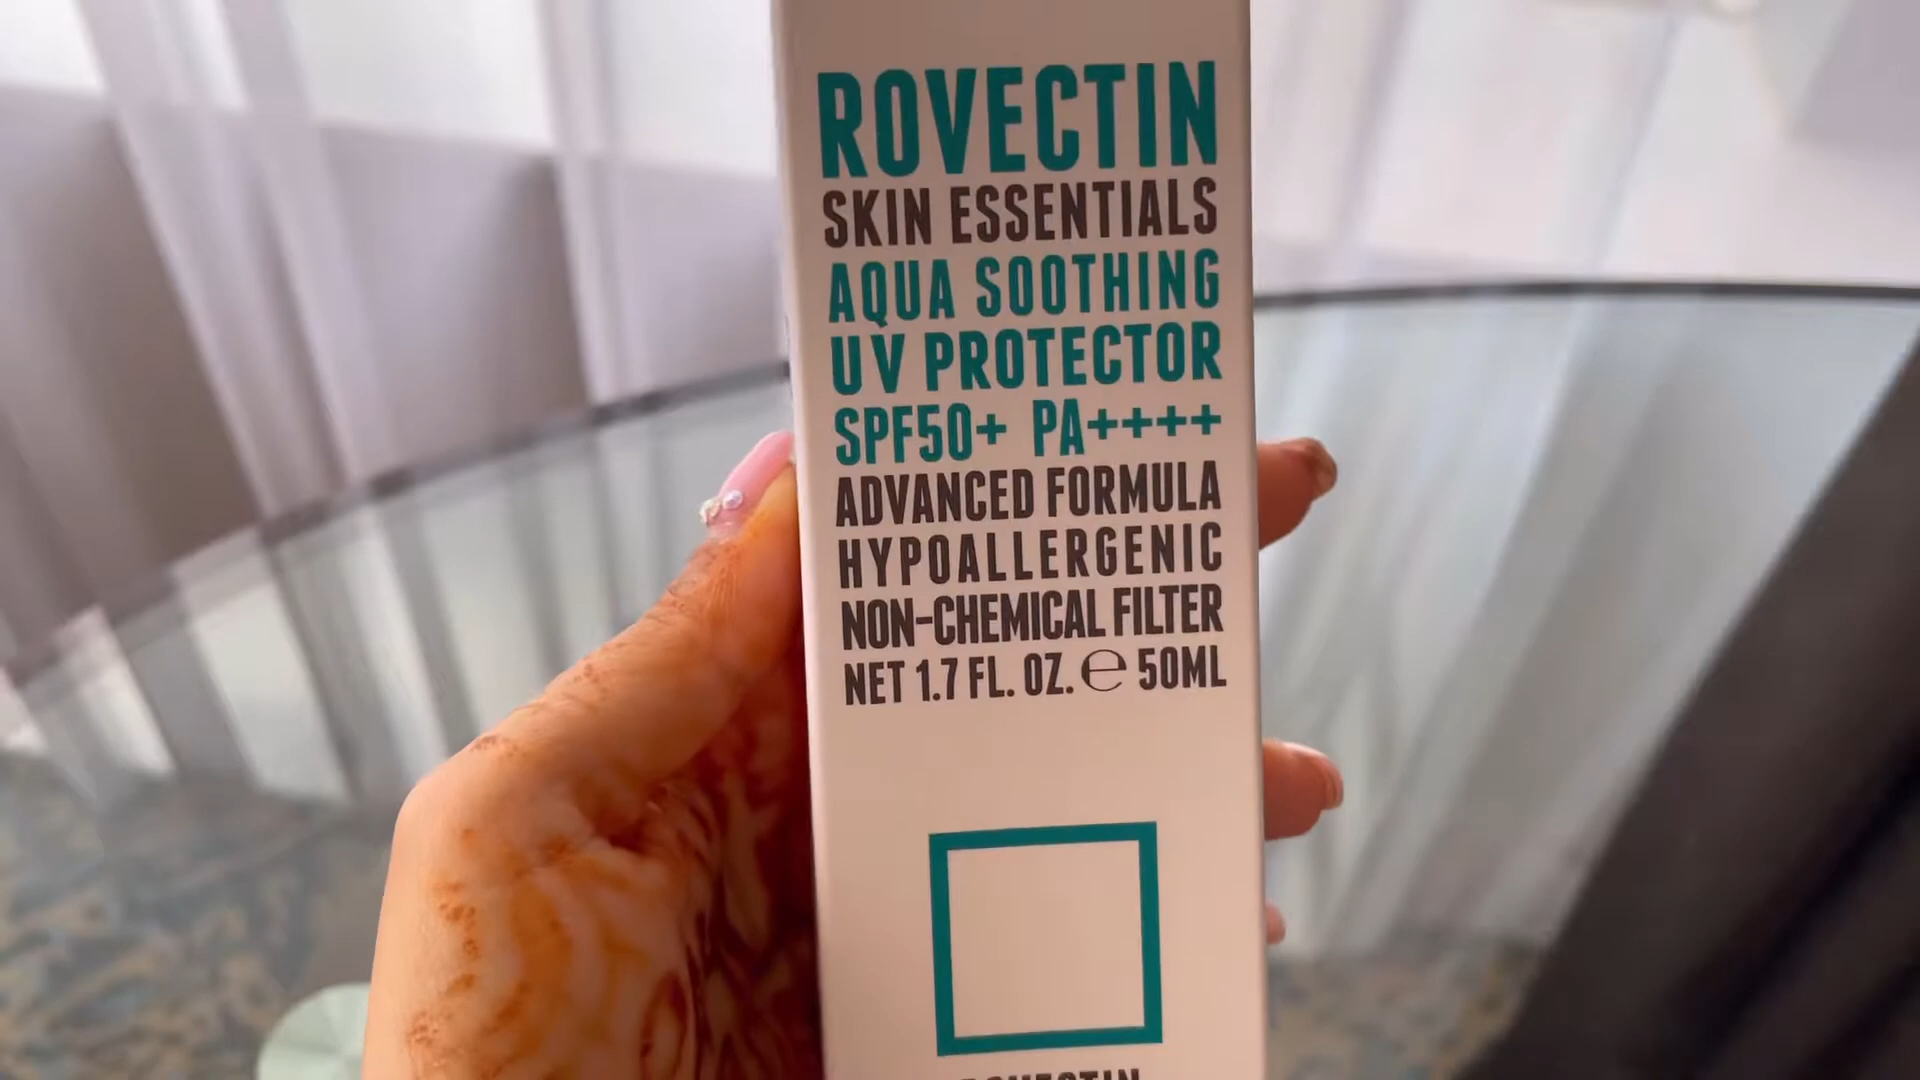 ROVECTIN
SKIN ESSENTIALS
AQUA SOOTHING
UV PROTECTOR
SPF50+ PA++++
ADVANCED FORMULA
HYPOALLERGENIC
NON-CHEMICAL FILTER
NET 1.7 FL. OZ. ℮ 50ML